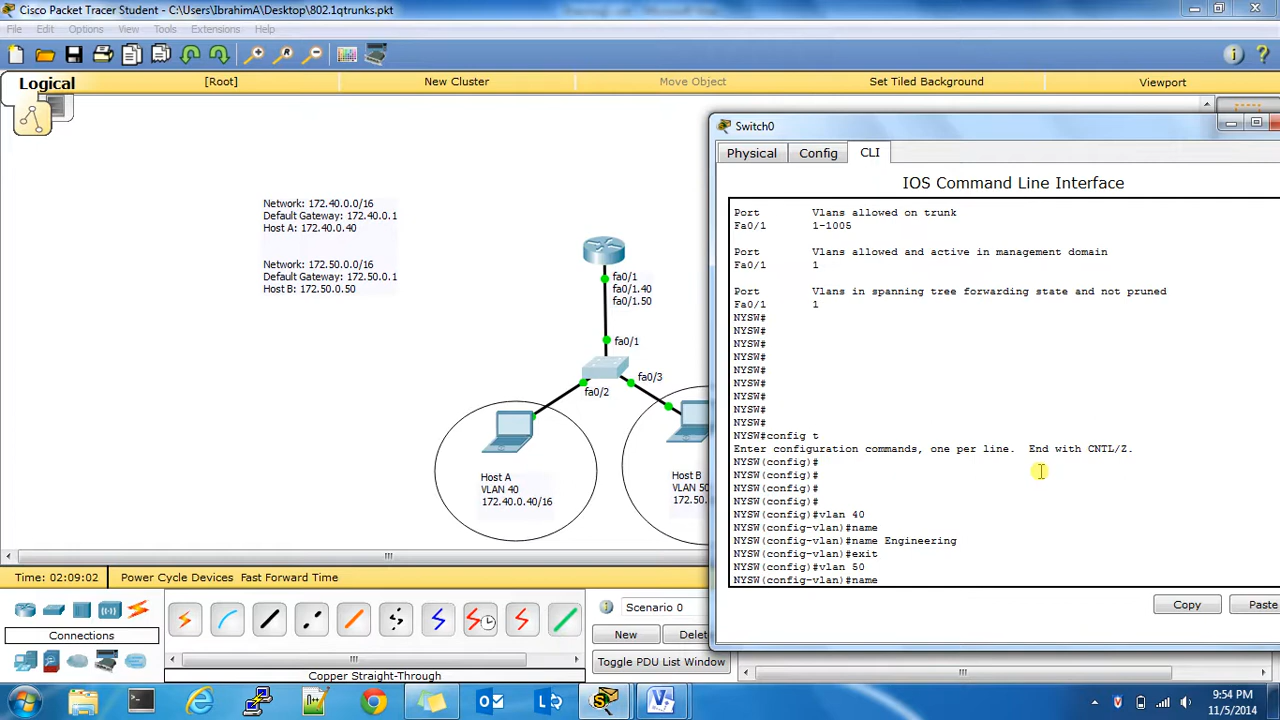 Cisco Packet Tracer Student - C:\Users\IbrahimA\Desktop\802.1qtrunks.pkt
File Edit Options View Tools Extensions Help
Logical
[Root]
New Cluster
Move Object
Set Tiled Background
Viewport
Network: 172.40.0.0/16
Default Gateway: 172.40.0.1
Host A: 172.40.0.40
Network: 172.50.0.0/16
Default Gateway: 172.50.0.1
Host B: 172.50.0.50
fa0/1
fa0/1.40
fa0/1.50
fa0/1
fa0/3
fa0/2
Host A
VLAN 40
172.40.0.40/16
Host B
VLAN 50
172.50.
Switch0
Physical Config CLI
IOS Command Line Interface
Port Vlans allowed on trunk
Fa0/1 1-1005
Port Vlans allowed and active in management domain
Fa0/1 1
Port Vlans in spanning tree forwarding state and not pruned
Fa0/1 1
NYSW#
NYSW#
NYSW#
NYSW#
NYSW#
NYSW#
NYSW#
NYSW#
NYSW#
NYSW#config t
Enter configuration commands, one per line. End with CNTL/Z.
NYSW(config)#
NYSW(config)#
NYSW(config)#
NYSW(config)#
NYSW(config)#vlan 40
NYSW(config-vlan)#name
NYSW(config-vlan)#name Engineering
NYSW(config-vlan)#exit
NYSW(config)#vlan 50
NYSW(config-vlan)#name
Copy
Paste
Time: 02:09:02 Power Cycle Devices Fast Forward Time
Connections
Copper Straight-Through
Scenario 0
New
Delet
Toggle PDU List Window
9:54 PM
11/5/2014